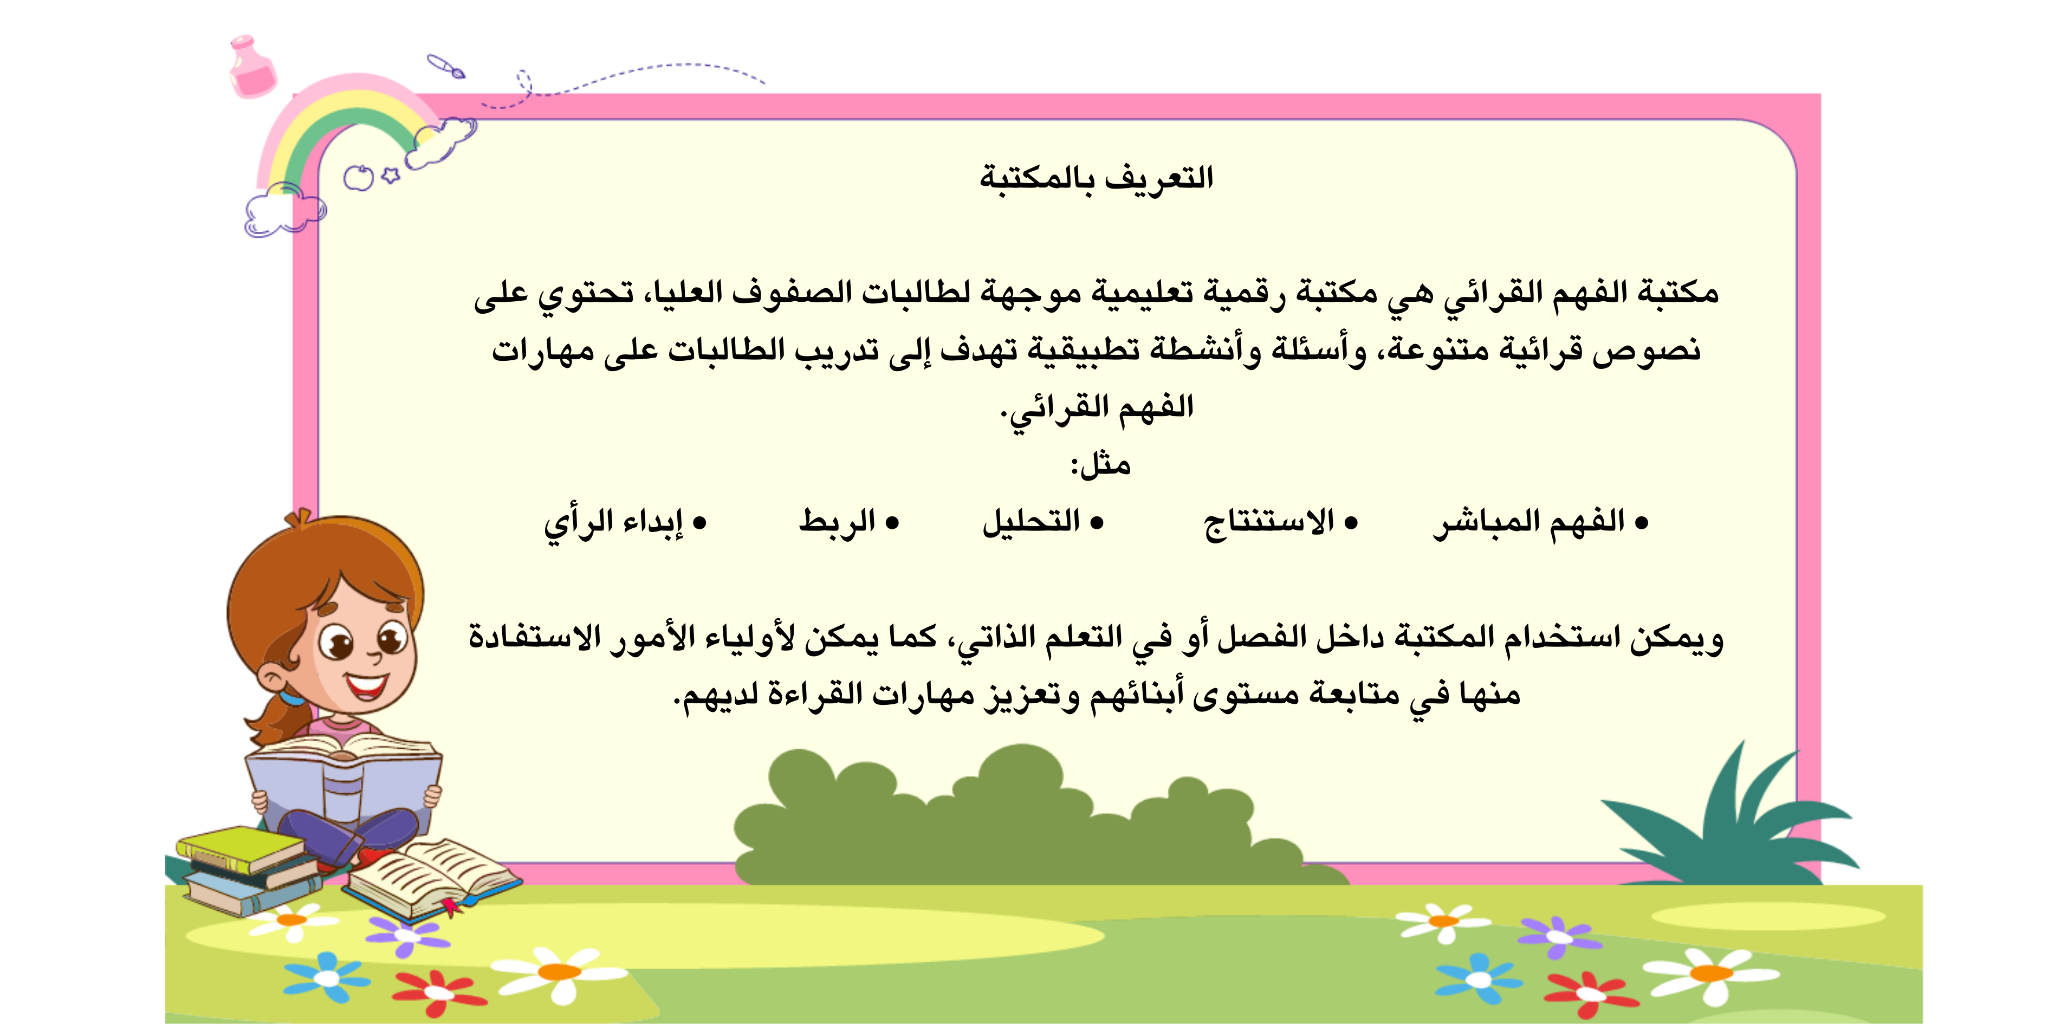 التعريف بالمكتبة
مكتبة الفهم القرائي هي مكتبة رقمية تعليمية موجهة لطالبات الصفوف العليا، تحتوي على
نصوص قرائية متنوعة، وأسئلة وأنشطة تطبيقية تهدف إلى تدريب الطالبات على مهارات
الفهم القرائي.
مثل:
• الفهم المباشر • الاستنتاج • التحليل • الربط • إبداء الرأي
ويمكن استخدام المكتبة داخل الفصل أو في التعلم الذاتي، كما يمكن لأولياء الأمور الاستفادة
منها في متابعة مستوى أبنائهم وتعزيز مهارات القراءة لديهم.